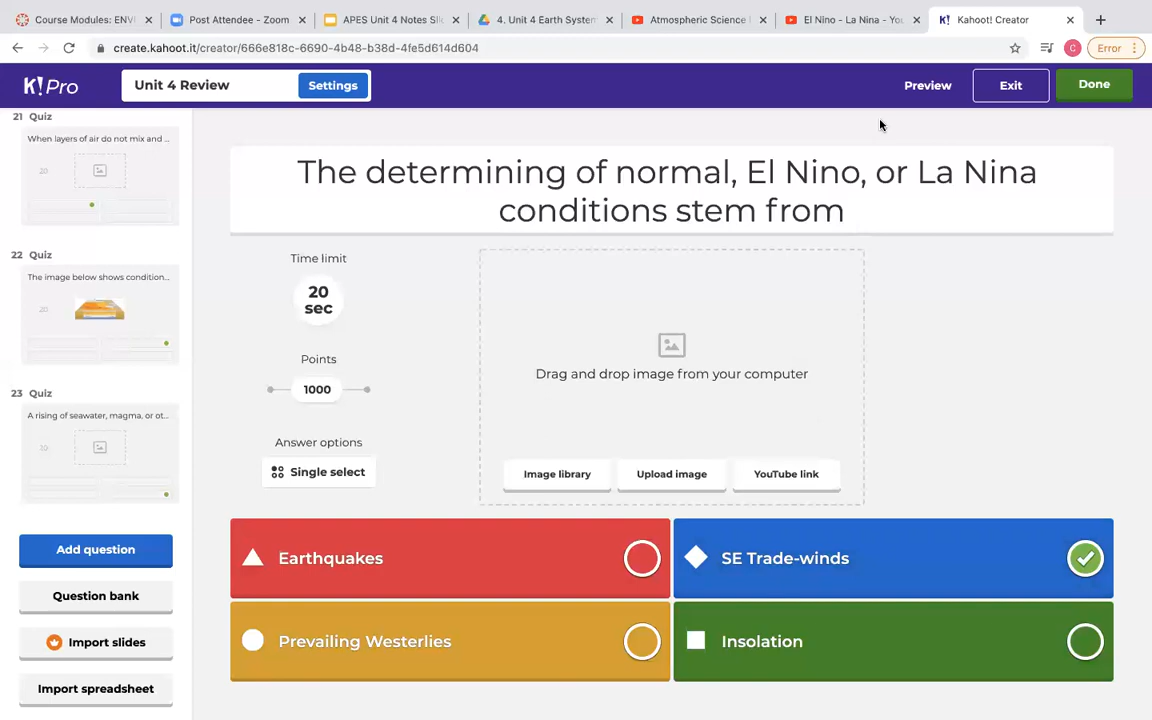 Course Modules: ENVI
Post Attendee - Zoom
APES Unit 4 Notes Slid
4. Unit 4 Earth System
Atmospheric Science
El Nino - La Nina - You
Kahoot! Creator
create.kahoot.it/creator/666e818c-6690-4b48-b38d-4fe5d614d604
C
Error
K!Pro
Unit 4 Review
Settings
Preview
Exit
Done
21 Quiz
When layers of air do not mix and ...
20
22 Quiz
The image below shows condition...
20
23 Quiz
A rising of seawater, magma, or ot...
20
Add question
Question bank
Import slides
Import spreadsheet
The determining of normal, El Nino, or La Nina
conditions stem from
Time limit
20
sec
Points
1000
Answer options
Single select
Drag and drop image from your computer
Image library
Upload image
YouTube link
Earthquakes
SE Trade-winds
Prevailing Westerlies
Insolation